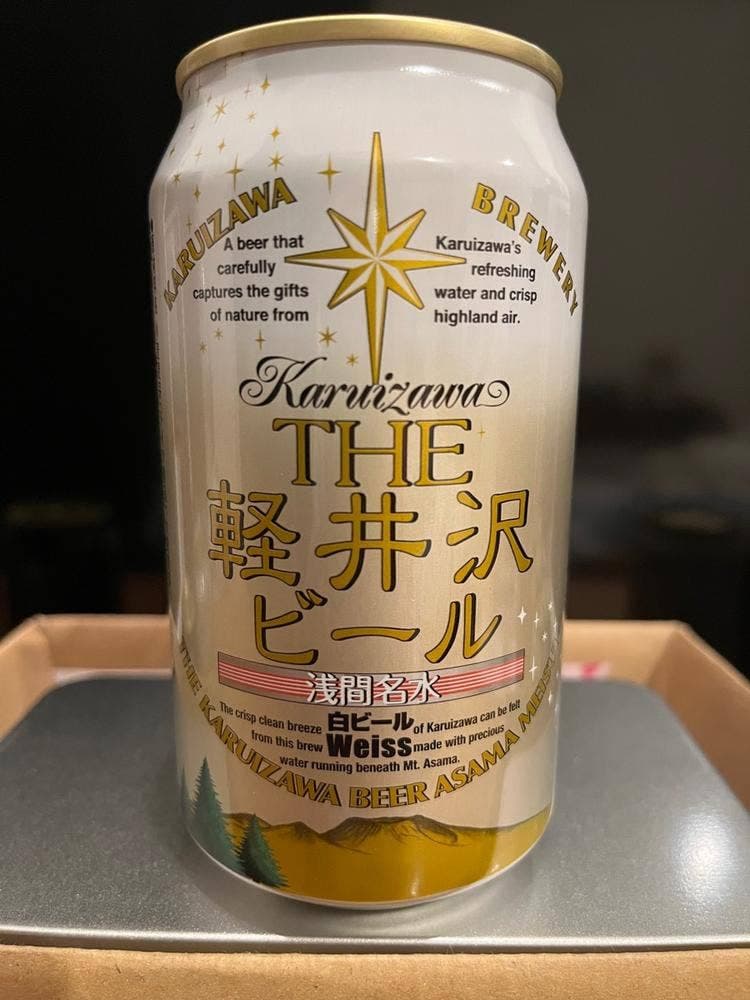 KARUIZAWA BREWERY
A beer that
carefully
captures the gifts
of nature from
Karuizawa's
refreshing
water and crisp
highland air.
Karuizawa
THE
軽井沢
ビール
浅間名水
白ビール
Weiss
The crisp clean breeze of Karuizawa can be felt
from this brew made with precious
water running beneath Mt. Asama.
THE KARUIZAWA BEER ASAMA MEISUI